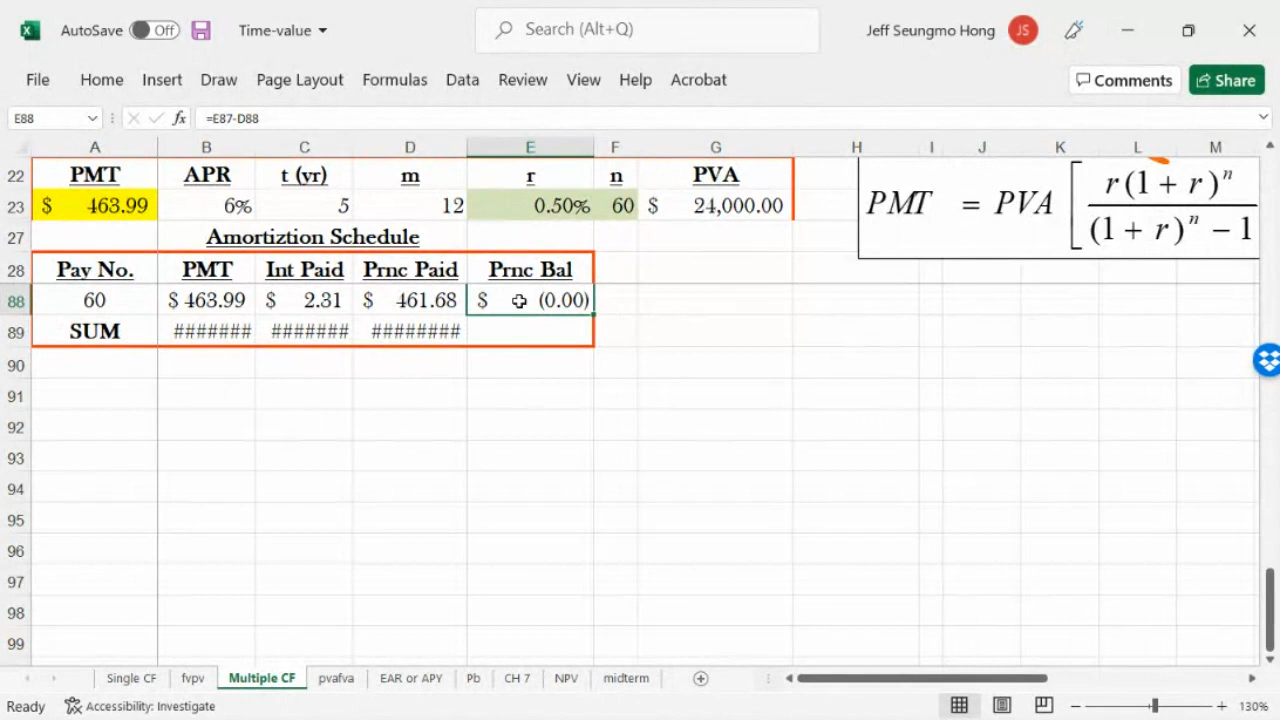 AutoSave Off Time-value Search (Alt+Q) Jeff Seungmo Hong JS
File Home Insert Draw Page Layout Formulas Data Review View Help Acrobat Comments Share
E88 fx =E87-D88
A B C D E F G H I J K L M
22 PMT APR t (yr) m r n PVA
23 $ 463.99 6% 5 12 0.50% 60 $ 24,000.00
PMT = PVA [ r(1 + r)^n / (1 + r)^n − 1
27 Amortiztion Schedule
28 Pay No. PMT Int Paid Prnc Paid Prnc Bal
88 60 $ 463.99 $ 2.31 $ 461.68 $ (0.00)
89 SUM ####### ####### ########
90
91
92
93
94
95
96
97
98
99
Single CF fvpv Multiple CF pvafva EAR or APY Pb CH 7 NPV midterm
Ready Accessibility: Investigate 130%